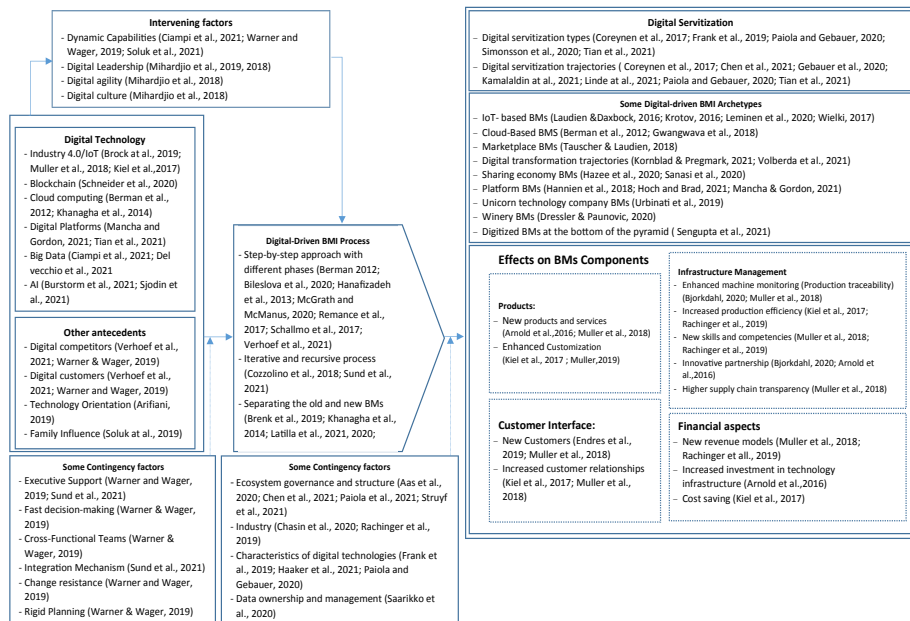 Intervening factors
- Dynamic Capabilities (Ciampi et al., 2021; Warner and
Wager, 2019; Soluk et al., 2021)
- Digital Leadership (Mihardjio et al., 2019, 2018)
- Digital agility (Mihardjio et al., 2018)
- Digital culture (Mihardjio et al., 2018)
Digital Technology
- Industry 4.0/IoT (Brock at al., 2019;
Muller et al., 2018; Kiel et al.,2017)
- Blockchain (Schneider et al., 2020)
- Cloud computing (Berman et al.,
2012; Khanagha et al., 2014)
- Digital Platforms (Mancha and
Gordon, 2021; Tian et al., 2021)
- Big Data (Ciampi et al., 2021; Del
vecchio et al., 2021
- AI (Burstorm et al., 2021; Sjodin et
al., 2021)
Other antecedents
- Digital competitors (Verhoef et al.,
2021; Warner & Wager, 2019)
- Digital customers (Verhoef et al.,
2021; Warner and Wager, 2019)
- Technology Orientation (Arifiani,
2019)
- Family Influence (Soluk at al., 2019)
Some Contingency factors
- Executive Support (Warner and Wager,
2019; Sund et al., 2021)
- Fast decision-making (Warner & Wager,
2019)
- Cross-Functional Teams (Warner &
Wager, 2019)
- Integration Mechanism (Sund et al., 2021)
- Change resistance (Warner and Wager,
2019)
- Rigid Planning (Warner & Wager, 2019)
Digital-Driven BMI Process
- Step-by-step approach with
different phases (Berman 2012;
Bileslova et al., 2020; Hanafizadeh
et al., 2013; McGrath and
McManus, 2020; Remance et al.,
2017; Schallmo et al., 2017;
Verhoef et al., 2021)
- Iterative and recursive process
(Cozzolino et al., 2018; Sund et
al., 2021)
- Separating the old and new BMs
(Brenk et al., 2019; Khanagha et al.,
2014; Latilla et al., 2021, 2020;
Some Contingency factors
- Ecosystem governance and structure (Aas et al.,
2020; Chen et al., 2021; Paiola et al., 2021; Struyf
et al., 2021)
- Industry (Chasin et al., 2020; Rachinger et al.,
2019)
- Characteristics of digital technologies (Frank et
al., 2019; Haaker et al., 2021; Paiola and
Gebauer, 2020)
- Data ownership and management (Saarikko et
al., 2020)
Digital Servitization
- Digital servitization types (Coreynen et al., 2017; Frank et al., 2019; Paiola and Gebauer, 2020;
Simonsson et al., 2020; Tian et al., 2021)
- Digital servitization trajectories ( Coreynen et al., 2017; Chen et al., 2021; Gebauer et al., 2020;
Kamalaldin at al., 2021; Linde at al., 2021; Paiola and Gebauer, 2020; Tian et al., 2021)
Some Digital-driven BMI Archetypes
- IoT- based BMs (Laudien &Daxbock, 2016; Krotov, 2016; Leminen et al., 2020; Wielki, 2017)
- Cloud-Based BMS (Berman et al., 2012; Gwangwava et al., 2018)
- Marketplace BMs (Tauscher & Laudien, 2018)
- Digital transformation trajectories (Kornblad & Pregmark, 2021; Volberda et al., 2021)
- Sharing economy BMs (Hazee et al., 2020; Sanasi et al., 2020)
- Platform BMs (Hannien et al., 2018; Hoch and Brad, 2021; Mancha & Gordon, 2021)
- Unicorn technology company BMs (Urbinati et al., 2019)
- Winery BMs (Dressler & Paunovic, 2020)
- Digitized BMs at the bottom of the pyramid ( Sengupta et al., 2021)
Effects on BMs Components
Products:
- New products and services
(Arnold et al.,2016; Muller et al., 2018)
- Enhanced Customization
(Kiel et al., 2017 ; Muller,2019)
Infrastructure Management
- Enhanced machine monitoring (Production traceability)
(Bjorkdahl, 2020; Muller et al., 2018)
- Increased production efficiency (Kiel et al., 2017;
Rachinger et al., 2019)
- New skills and competencies (Muller et al., 2018;
Rachinger et al., 2019)
- Innovative partnership (Bjorkdahl, 2020; Arnold et
al.,2016)
- Higher supply chain transparency (Muller et al., 2018)
Customer Interface:
- New Customers (Endres et al.,
2019; Muller et al., 2018)
- Increased customer relationships
(Kiel et al., 2017; Muller et al.,
2018)
Financial aspects
- New revenue models (Muller et al., 2018;
Rachinger et all., 2019)
- Increased investment in technology
infrastructure (Arnold et al.,2016)
- Cost saving (Kiel et al., 2017)